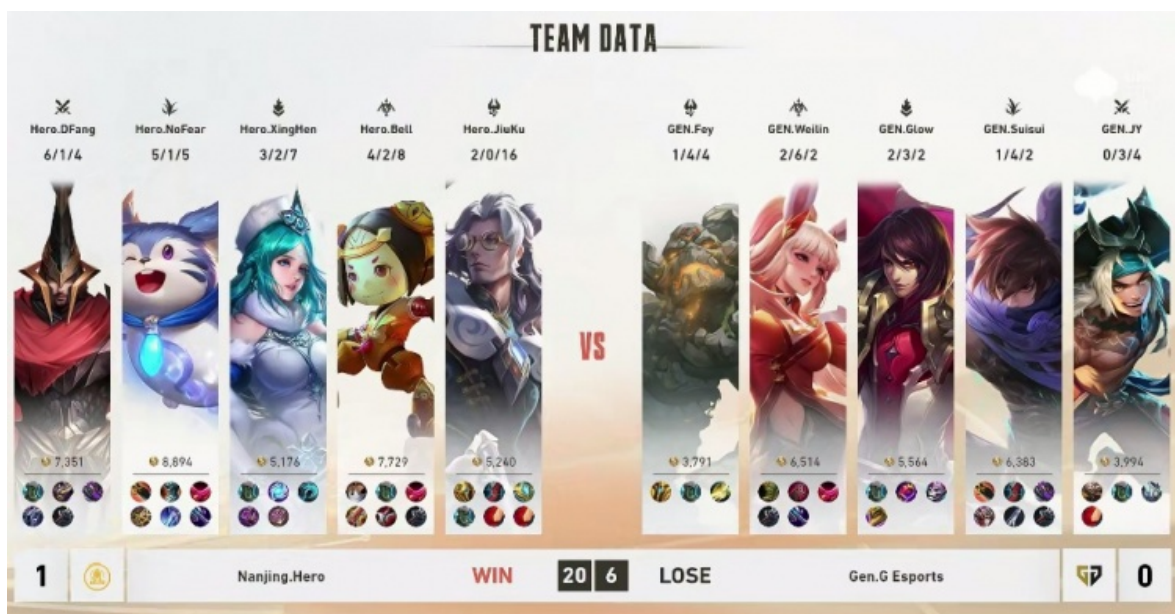 TEAM DATA
Hero.DFang Hero.NoFear Hero.XingHen Hero.Bell Hero.JiuKu GEN.Fey GEN.Weilin GEN.Glow GEN.Suisui GEN.JY
6/1/4 5/1/5 3/2/7 4/2/8 2/0/16 1/4/4 2/6/2 2/3/2 1/4/2 0/3/4
VS
7,351 8,894 5,176 7,729 5,240 3,791 6,514 5,564 6,383 3,994
1 Nanjing.Hero WIN 20 6 LOSE Gen.G Esports 0